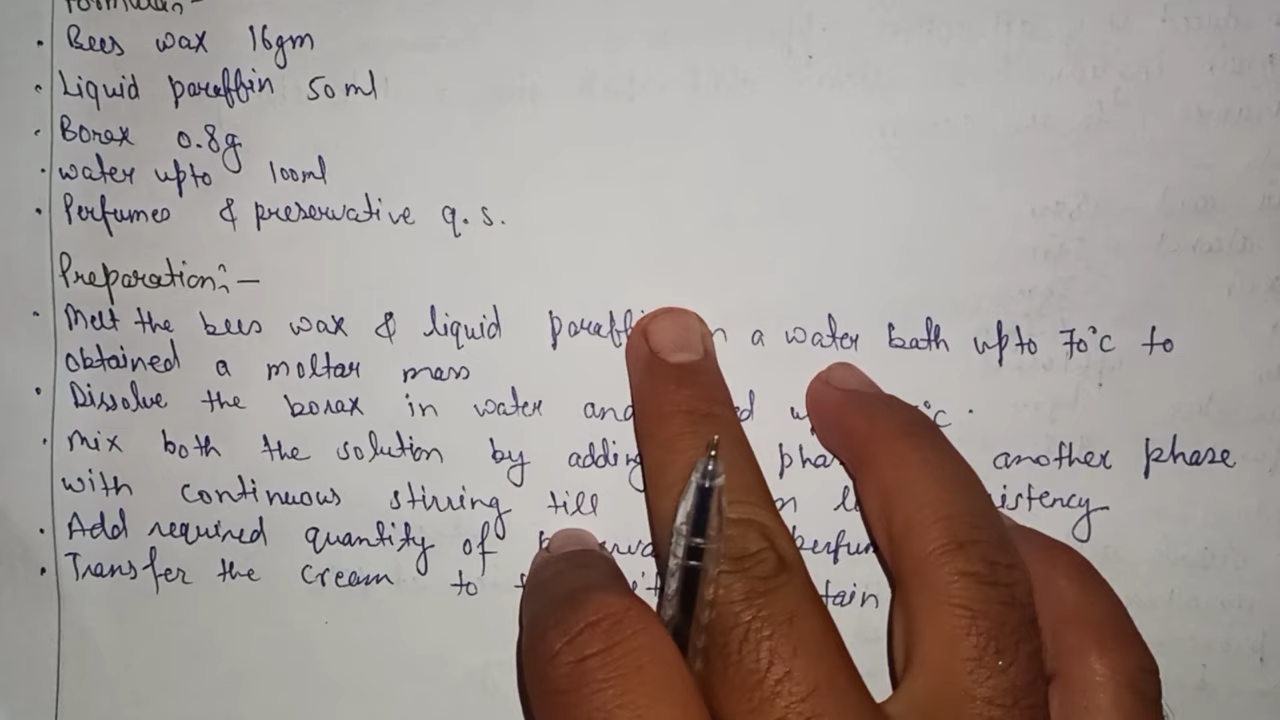 • Bees wax 16gm
• Liquid paraffin 50ml
• Borax 0.8g
• water upto 100ml
• Perfumes & preservative q.s.
Preparation:-
• Melt the bees wax & liquid paraffin a water bath upto 70°c to
obtained a moltar mass
• Dissolve the borax in water and °c.
• Mix both the solution by adding another phase
with continuous stirring till
• Add required quantity of
• Transfer the cream to